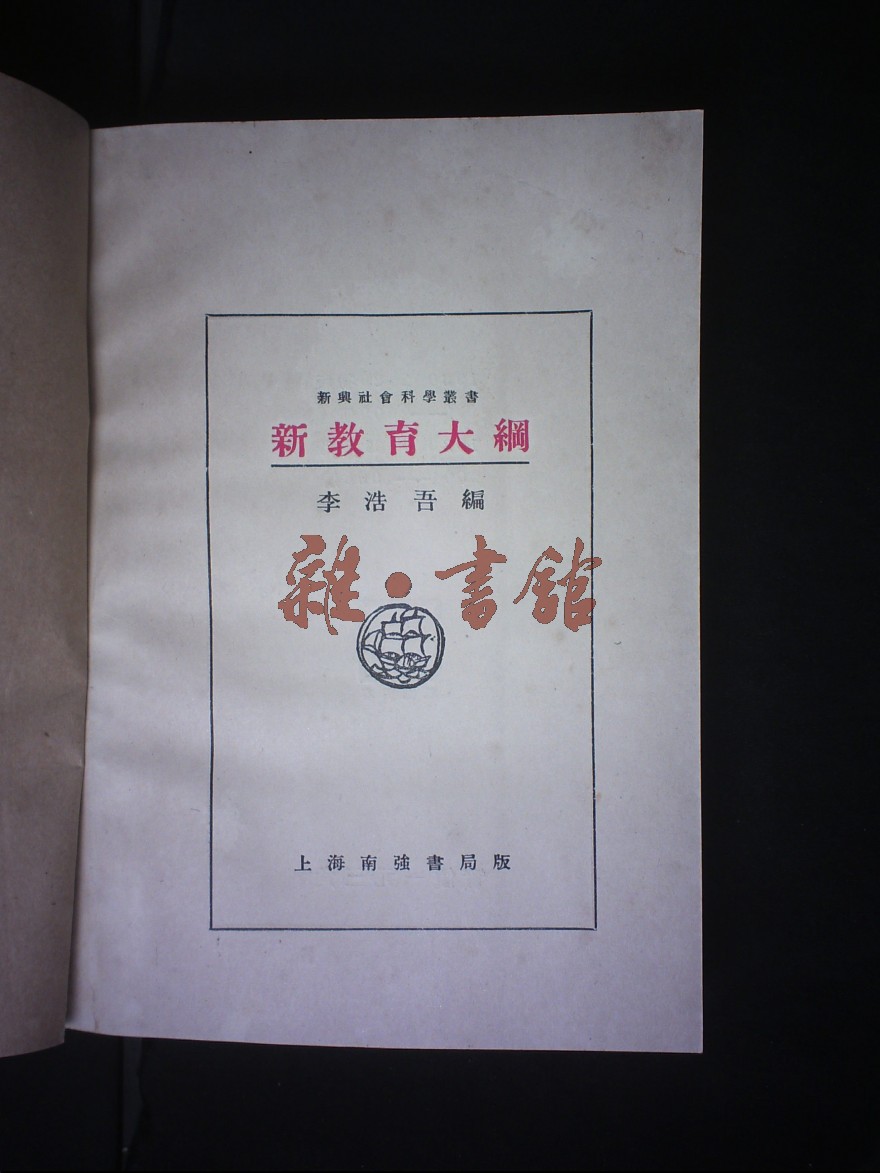 新興社會科學叢書
新教育大綱
李浩吾編
雜·書館
上海南強書局版